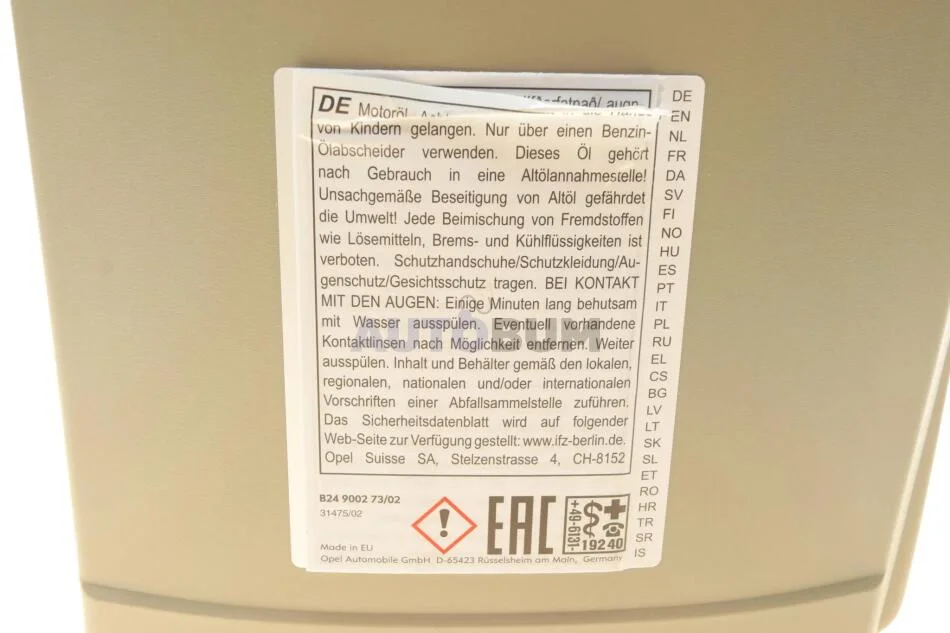 DE Motoröl
von Kindern gelangen. Nur über einen Benzin-
Ölabscheider verwenden. Dieses Öl gehört
nach Gebrauch in eine Altölannahmestelle!
Unsachgemäße Beseitigung von Altöl gefährdet
die Umwelt! Jede Beimischung von Fremdstoffen
wie Lösemitteln, Brems- und Kühlflüssigkeiten ist
verboten. Schutzhandschuhe/Schutzkleidung/Au-
genschutz/Gesichtsschutz tragen. BEI KONTAKT
MIT DEN AUGEN: Einige Minuten lang behutsam
mit Wasser ausspülen. Eventuell vorhandene
Kontaktlinsen nach Möglichkeit entfernen. Weiter
ausspülen. Inhalt und Behälter gemäß den lokalen,
regionalen, nationalen und/oder internationalen
Vorschriften einer Abfallsammelstelle zuführen.
Das Sicherheitsdatenblatt wird auf folgender
Web-Seite zur Verfügung gestellt: www.ifz-berlin.de.
Opel Suisse SA, Stelzenstrasse 4, CH-8152
DE
EN
NL
FR
DA
SV
FI
NO
HU
ES
PT
IT
PL
RU
EL
CS
BG
LV
LT
SK
SL
ET
RO
HR
TR
SR
IS
AUTOBUM
B24 9002 73/02
31475/02
EAC
+49-6131-
19240
Made in EU
Opel Automobile GmbH D-65423 Rüsselsheim am Main, Germany